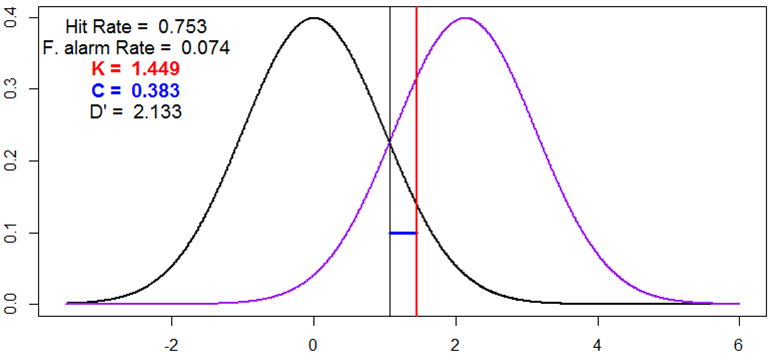 Hit Rate = 0.753
F. alarm Rate = 0.074
K = 1.449
C = 0.383
D' = 2.133
0.4
0.3
0.2
0.1
0.0
-2 0 2 4 6